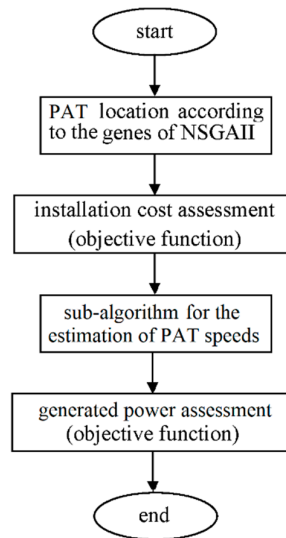 start
PAT location according
to the genes of NSGAII
installation cost assessment
(objective function)
sub-algorithm for the
estimation of PAT speeds
generated power assessment
(objective function)
end